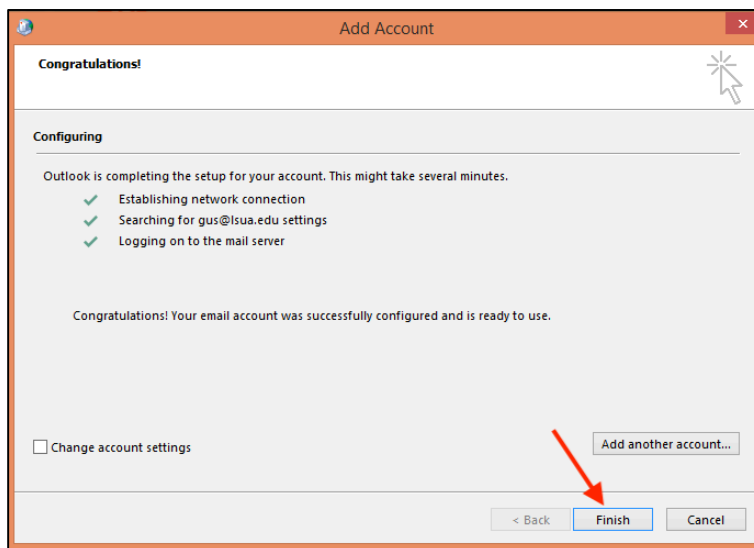 Add Account
Congratulations!
Configuring
Outlook is completing the setup for your account. This might take several minutes.
Establishing network connection
Searching for gus@lsua.edu settings
Logging on to the mail server
Congratulations! Your email account was successfully configured and is ready to use.
Change account settings
Add another account...
< Back
Finish
Cancel